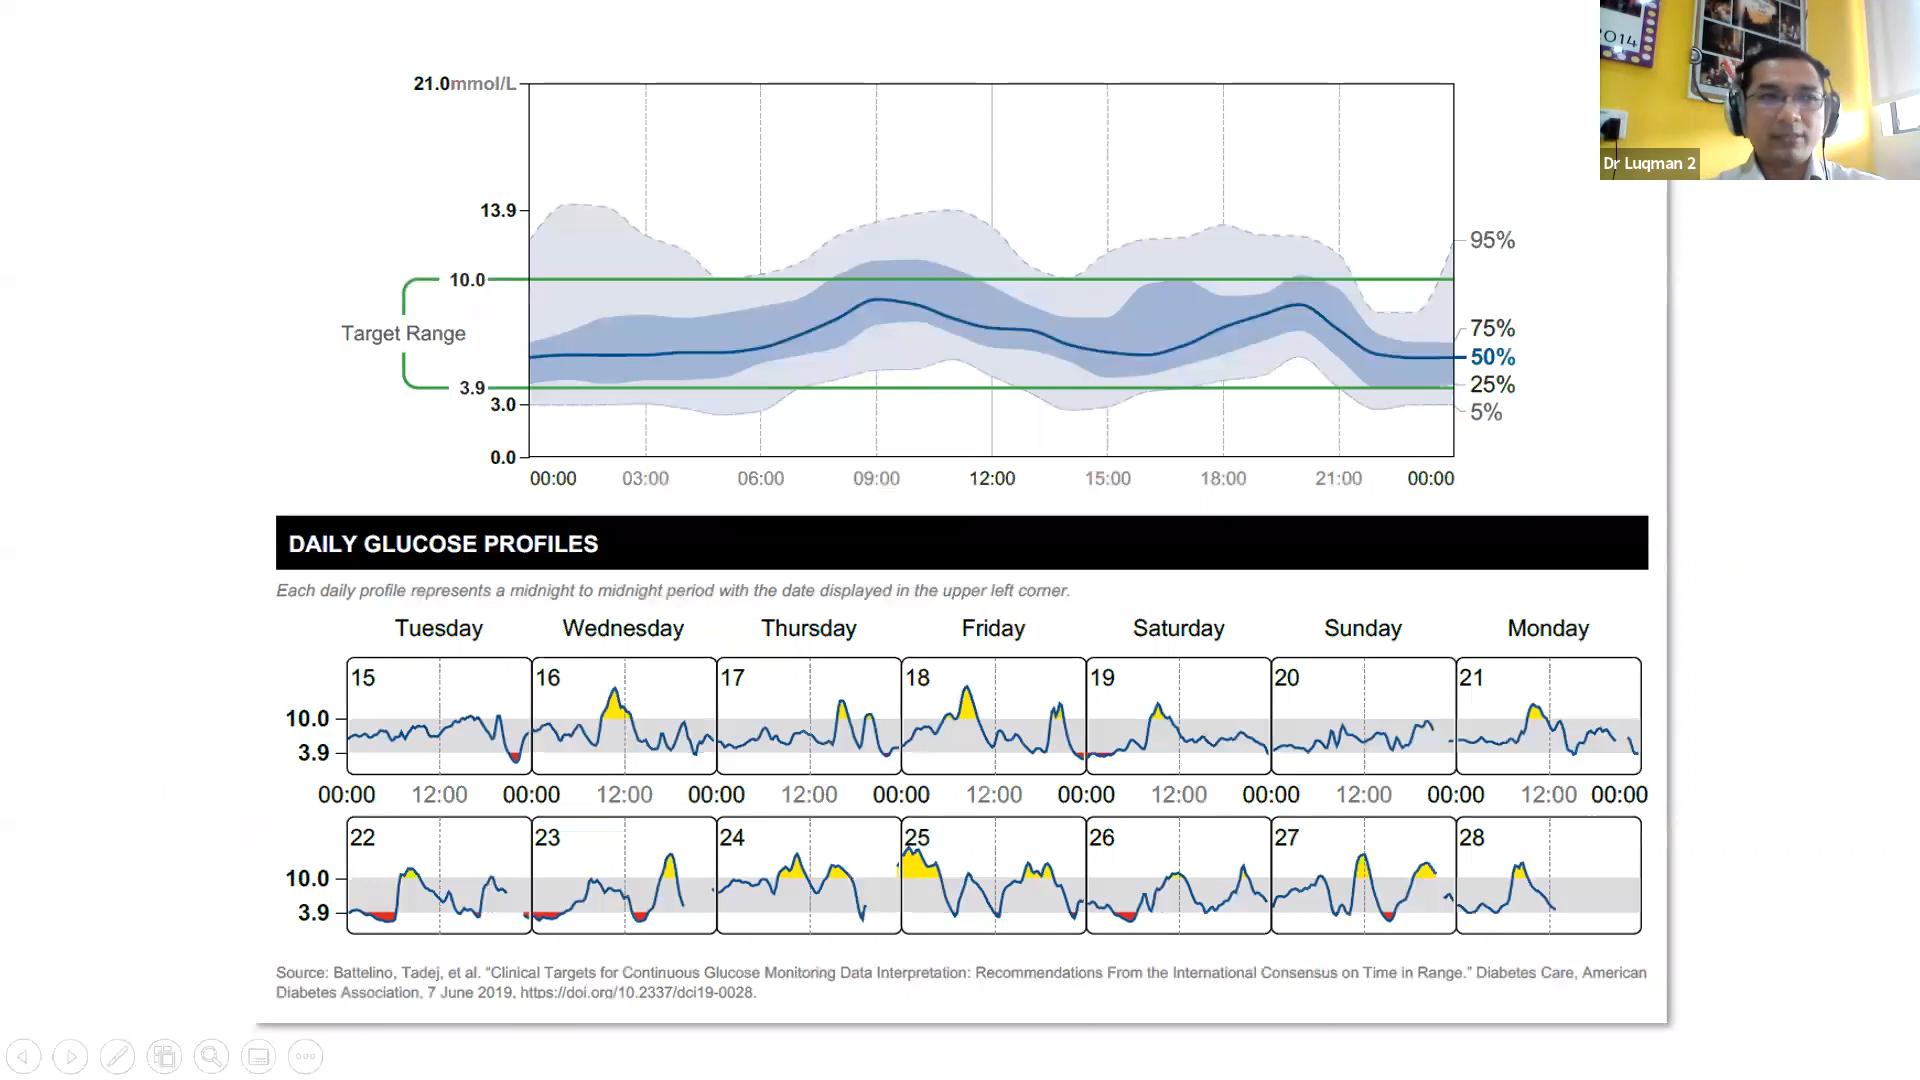 2014
Dr Luqman 2
21.0mmol/L
13.9
95%
10.0
Target Range
75%
50%
3.9
25%
3.0
5%
0.0
00:00 03:00 06:00 09:00 12:00 15:00 18:00 21:00 00:00
DAILY GLUCOSE PROFILES
Each daily profile represents a midnight to midnight period with the date displayed in the upper left corner.
Tuesday Wednesday Thursday Friday Saturday Sunday Monday
15 16 17 18 19 20 21
10.0
3.9
00:00 12:00 00:00 12:00 00:00 12:00 00:00 12:00 00:00 12:00 00:00 12:00 00:00 12:00 00:00
22 23 24 25 26 27 28
10.0
3.9
Source: Battelino, Tadej, et al. “Clinical Targets for Continuous Glucose Monitoring Data Interpretation: Recommendations From the International Consensus on Time in Range.” Diabetes Care, American
Diabetes Association, 7 June 2019, https://doi.org/10.2337/dci19-0028.